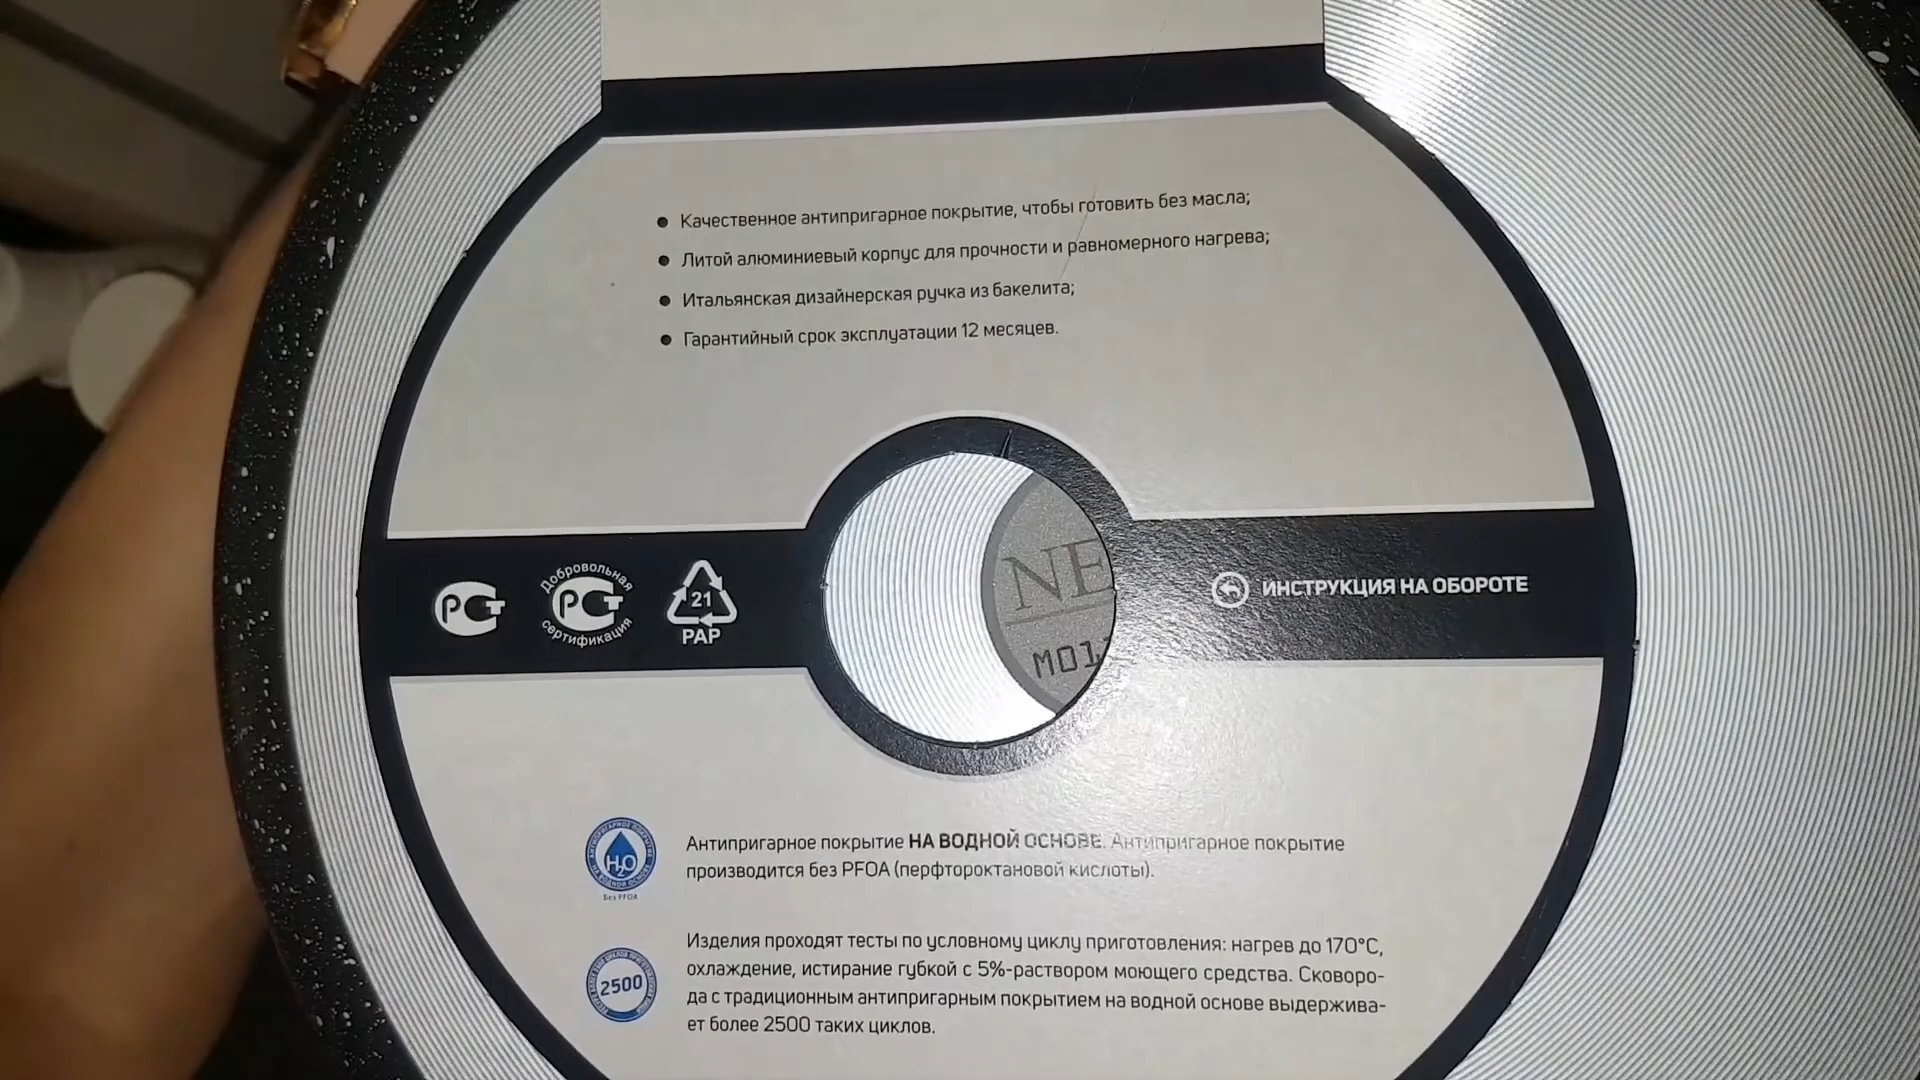 Качественное антипригарное покрытие, чтобы готовить без масла;
Литой алюминиевый корпус для прочности и равномерного нагрева;
Итальянская дизайнерская ручка из бакелита;
Гарантийный срок эксплуатации 12 месяцев.
РСТ
Добровольная
РСТ
сертификация
21
PAP
NE
M01
ИНСТРУКЦИЯ НА ОБОРОТЕ
H2O
Без PFOA
Антипригарное покрытие НА ВОДНОЙ ОСНОВЕ. Антипригарное покрытие
производится без PFOA (перфтороктановой кислоты).
2500
Изделия проходят тесты по условному циклу приготовления: нагрев до 170°C,
охлаждение, истирание губкой с 5%-раствором моющего средства. Сковоро-
да с традиционным антипригарным покрытием на водной основе выдержива-
ет более 2500 таких циклов.